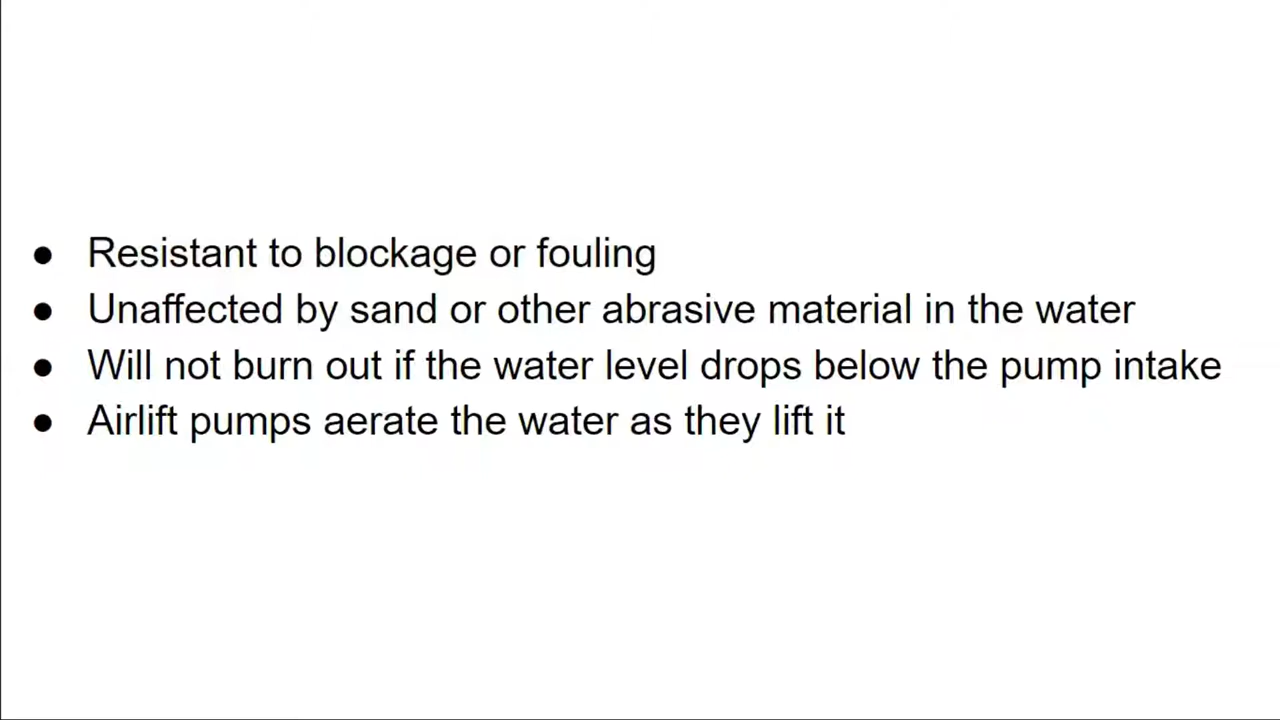 ● Resistant to blockage or fouling
● Unaffected by sand or other abrasive material in the water
● Will not burn out if the water level drops below the pump intake
● Airlift pumps aerate the water as they lift it